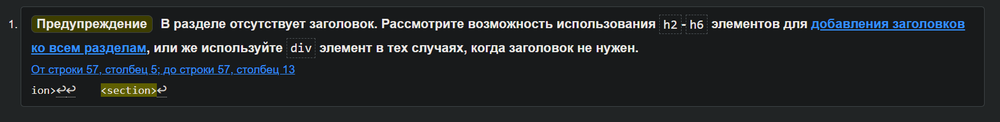 1. Предупреждение В разделе отсутствует заголовок. Рассмотрите возможность использования h2-h6 элементов для добавления заголовков
ко всем разделам, или же используйте div элемент в тех случаях, когда заголовок не нужен.
От строки 57, столбец 5; до строки 57, столбец 13
ion>↩↩ <section>↩